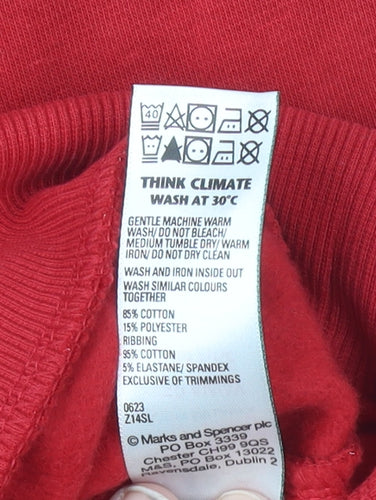 40
THINK CLIMATE
WASH AT 30°C
GENTLE MACHINE WARM
WASH/ DO NOT BLEACH/
MEDIUM TUMBLE DRY/ WARM
IRON/ DO NOT DRY CLEAN
WASH AND IRON INSIDE OUT
WASH SIMILAR COLOURS
TOGETHER
85% COTTON
15% POLYESTER
RIBBING
95% COTTON
5% ELASTANE/ SPANDEX
EXCLUSIVE OF TRIMMINGS
0623
Z14SL
© Marks and Spencer plc
PO Box 3339
Chester CH99 9QS
M&S, PO Box 13022
Ravensdale, Dublin 2